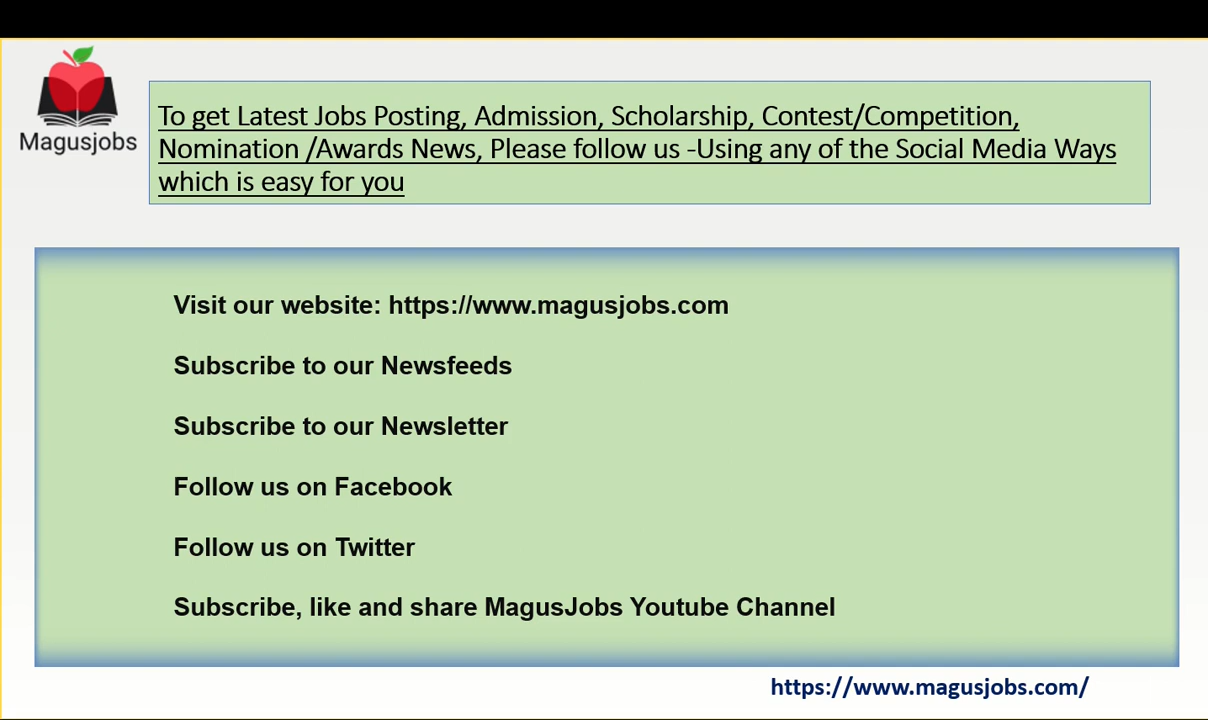 Magusjobs
To get Latest Jobs Posting, Admission, Scholarship, Contest/Competition,
Nomination /Awards News, Please follow us -Using any of the Social Media Ways
which is easy for you
Visit our website: https://www.magusjobs.com
Subscribe to our Newsfeeds
Subscribe to our Newsletter
Follow us on Facebook
Follow us on Twitter
Subscribe, like and share MagusJobs Youtube Channel
https://www.magusjobs.com/